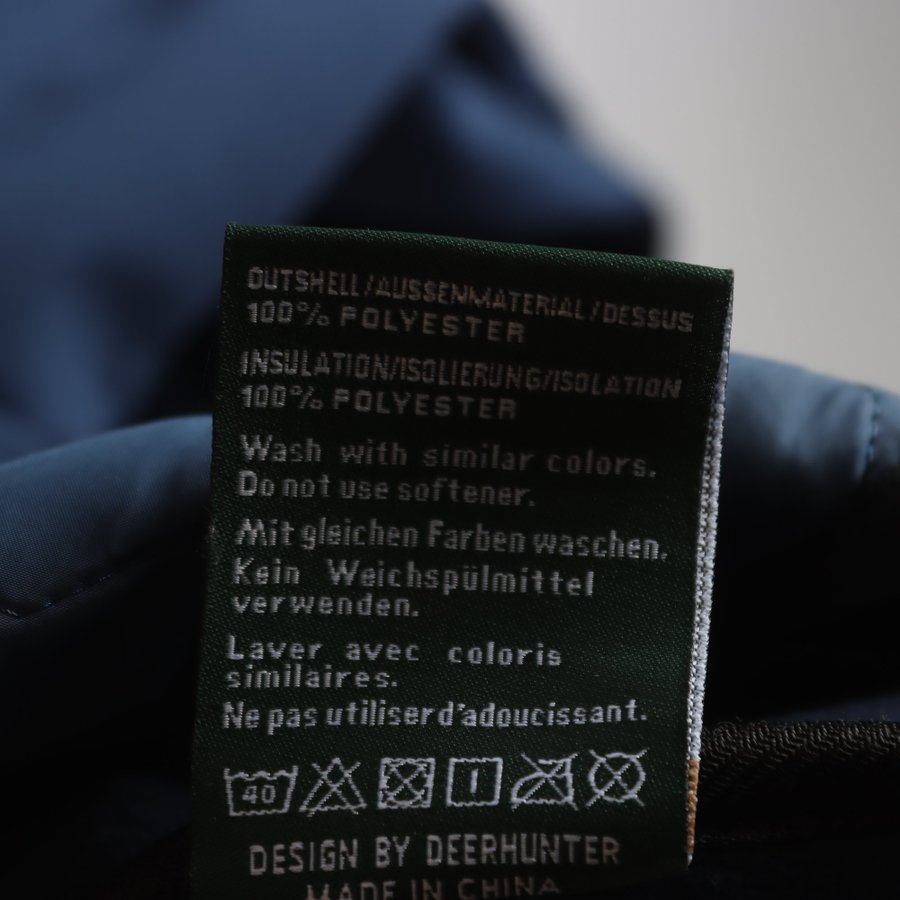 OUTSHELL/AUSSENMATERIAL/DESSUS
100% POLYESTER
INSULATION/ISOLIERUNG/ISOLATION
100% POLYESTER
Wash with similar colors.
Do not use softener.
Mit gleichen Farben waschen.
Kein Weichspülmittel
verwenden.
Laver avec coloris
similaires.
Ne pas utiliser d'adoucissant.
40
DESIGN BY DEERHUNTER
MADE IN CHINA